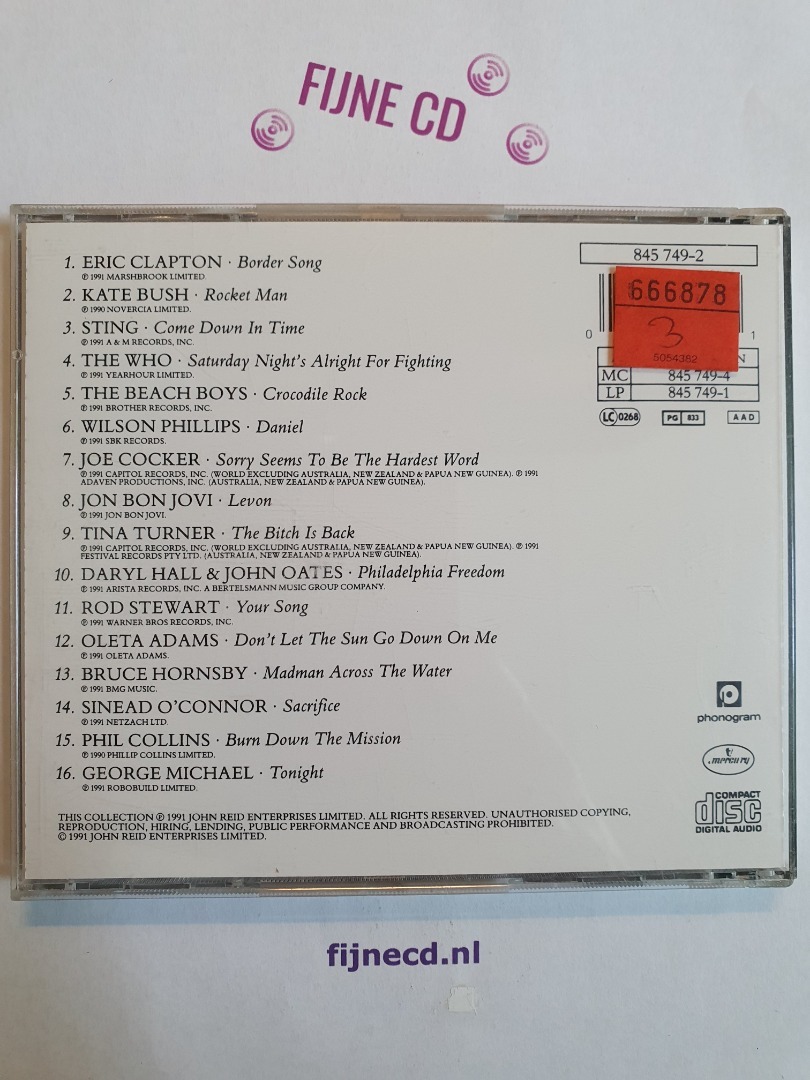 FIJNE CD
1. ERIC CLAPTON · Border Song
℗ 1991 MARSHBROOK LIMITED.
2. KATE BUSH · Rocket Man
℗ 1990 NOVERCIA LIMITED.
3. STING · Come Down In Time
℗ 1991 A & M RECORDS, INC.
4. THE WHO · Saturday Night's Alright For Fighting
℗ 1991 YEARHOUR LIMITED.
5. THE BEACH BOYS · Crocodile Rock
℗ 1991 BROTHER RECORDS, INC.
6. WILSON PHILLIPS · Daniel
℗ 1991 SBK RECORDS.
7. JOE COCKER · Sorry Seems To Be The Hardest Word
℗ 1991 CAPITOL RECORDS, INC. (WORLD EXCLUDING AUSTRALIA, NEW ZEALAND & PAPUA NEW GUINEA). ℗ 1991
ADAVEN PRODUCTIONS, INC. (AUSTRALIA, NEW ZEALAND & PAPUA NEW GUINEA).
8. JON BON JOVI · Levon
℗ 1991 JON BON JOVI.
9. TINA TURNER · The Bitch Is Back
℗ 1991 CAPITOL RECORDS, INC. (WORLD EXCLUDING AUSTRALIA, NEW ZEALAND & PAPUA NEW GUINEA). ℗ 1991
FESTIVAL RECORDS PTY LTD. (AUSTRALIA, NEW ZEALAND & PAPUA NEW GUINEA).
10. DARYL HALL & JOHN OATES · Philadelphia Freedom
℗ 1991 ARISTA RECORDS, INC. A BERTELSMANN MUSIC GROUP COMPANY.
11. ROD STEWART · Your Song
℗ 1991 WARNER BROS RECORDS, INC.
12. OLETA ADAMS · Don't Let The Sun Go Down On Me
℗ 1991 OLETA ADAMS.
13. BRUCE HORNSBY · Madman Across The Water
℗ 1991 BMG MUSIC.
14. SINEAD O'CONNOR · Sacrifice
℗ 1991 NETZACH LTD.
15. PHIL COLLINS · Burn Down The Mission
℗ 1990 PHILLIP COLLINS LIMITED.
16. GEORGE MICHAEL · Tonight
℗ 1991 ROBOBUILD LIMITED.
THIS COLLECTION ℗ 1991 JOHN REID ENTERPRISES LIMITED. ALL RIGHTS RESERVED. UNAUTHORISED COPYING,
REPRODUCTION, HIRING, LENDING, PUBLIC PERFORMANCE AND BROADCASTING PROHIBITED.
© 1991 JOHN REID ENTERPRISES LIMITED.
845 749-2
666878
3
5054382
0 1
N
MC 845 749-4
LP 845 749-1
LC 0268 PG 833 AAD
phonogram
mercury
COMPACT
disc
DIGITAL AUDIO
fijnecd.nl